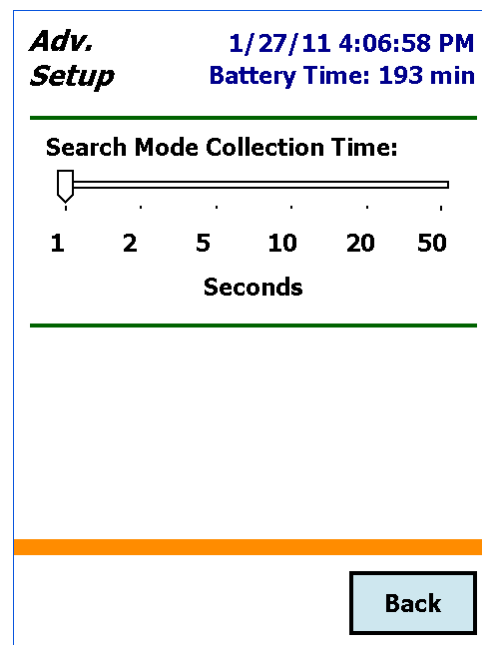 Adv. 1/27/11 4:06:58 PM
Setup Battery Time: 193 min
Search Mode Collection Time:
1 2 5 10 20 50
Seconds
Back